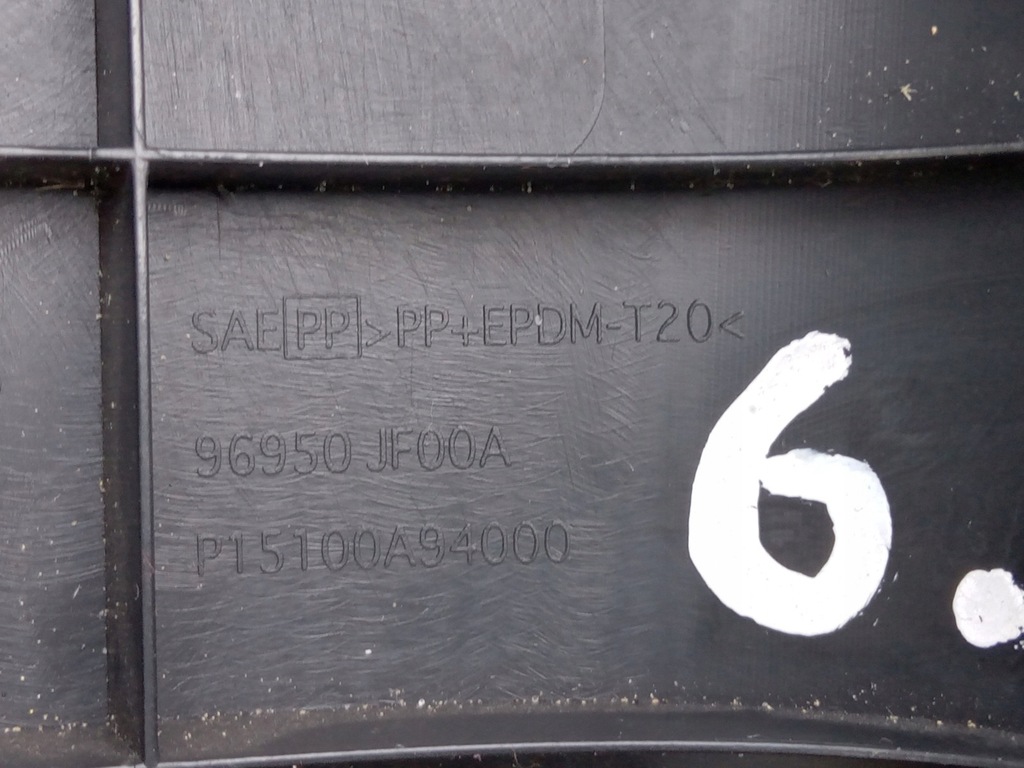 SAE PP >PP+EPDM-T20<
96950 JF00A
P15100A94000
6.